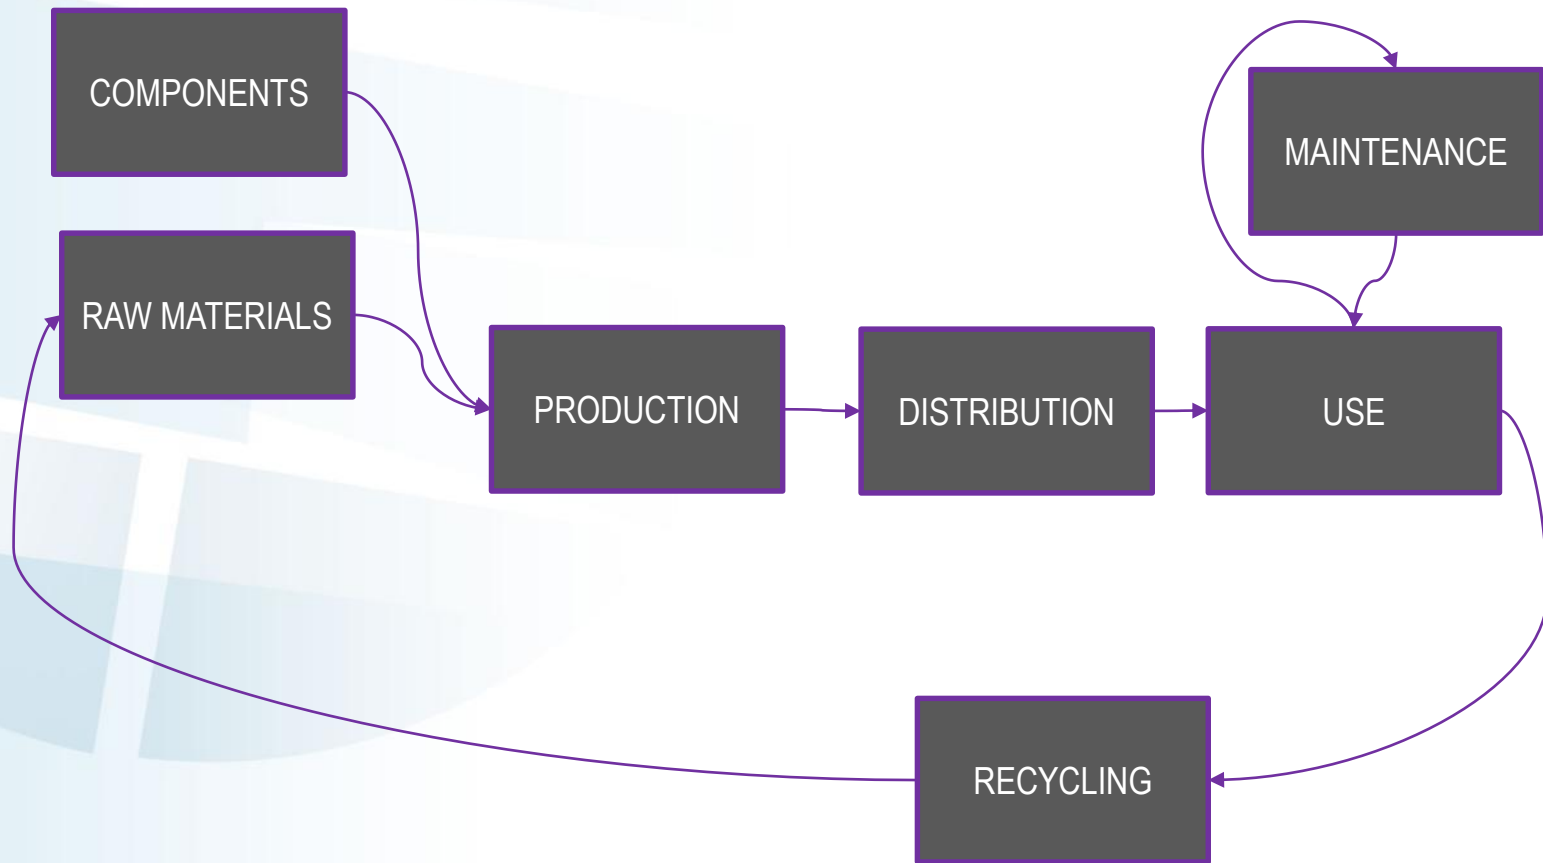 COMPONENTS
MAINTENANCE
RAW MATERIALS
PRODUCTION
DISTRIBUTION
USE
RECYCLING